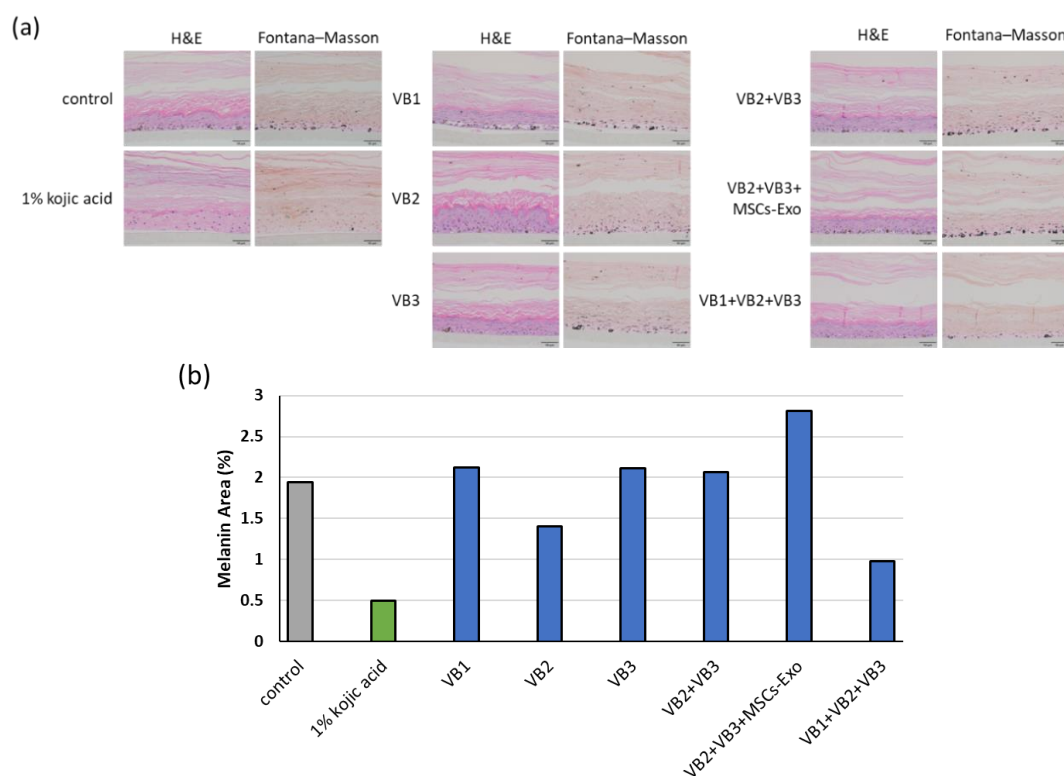 (a)
H&E Fontana–Masson
control
1% kojic acid
H&E Fontana–Masson
VB1
VB2
VB3
H&E Fontana–Masson
VB2+VB3
VB2+VB3+
MSCs-Exo
VB1+VB2+VB3
(b)
Melanin Area (%)
3
2.5
2
1.5
1
0.5
0
control
1% kojic acid
VB1
VB2
VB3
VB2+VB3
VB2+VB3+MSCs-Exo
VB1+VB2+VB3